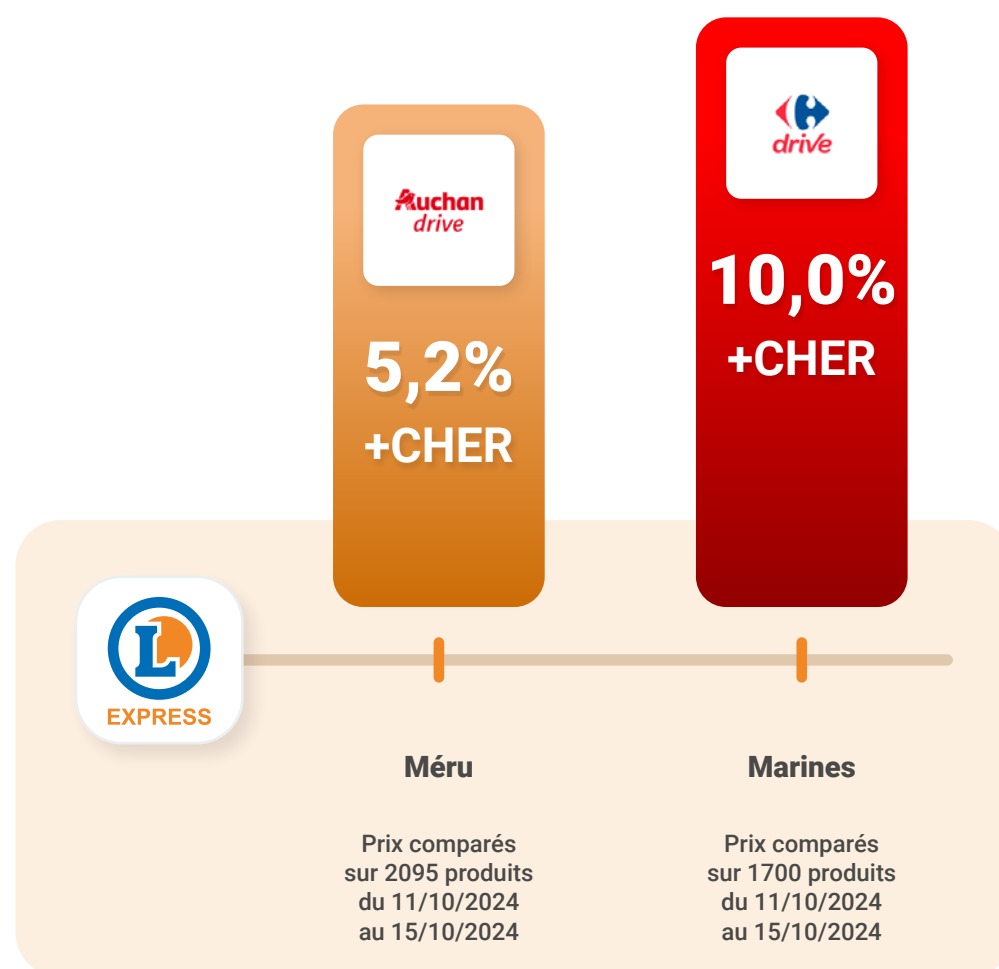 Auchan
drive
5,2%
+CHER
drive
10,0%
+CHER
L
EXPRESS
Méru
Prix comparés
sur 2095 produits
du 11/10/2024
au 15/10/2024
Marines
Prix comparés
sur 1700 produits
du 11/10/2024
au 15/10/2024